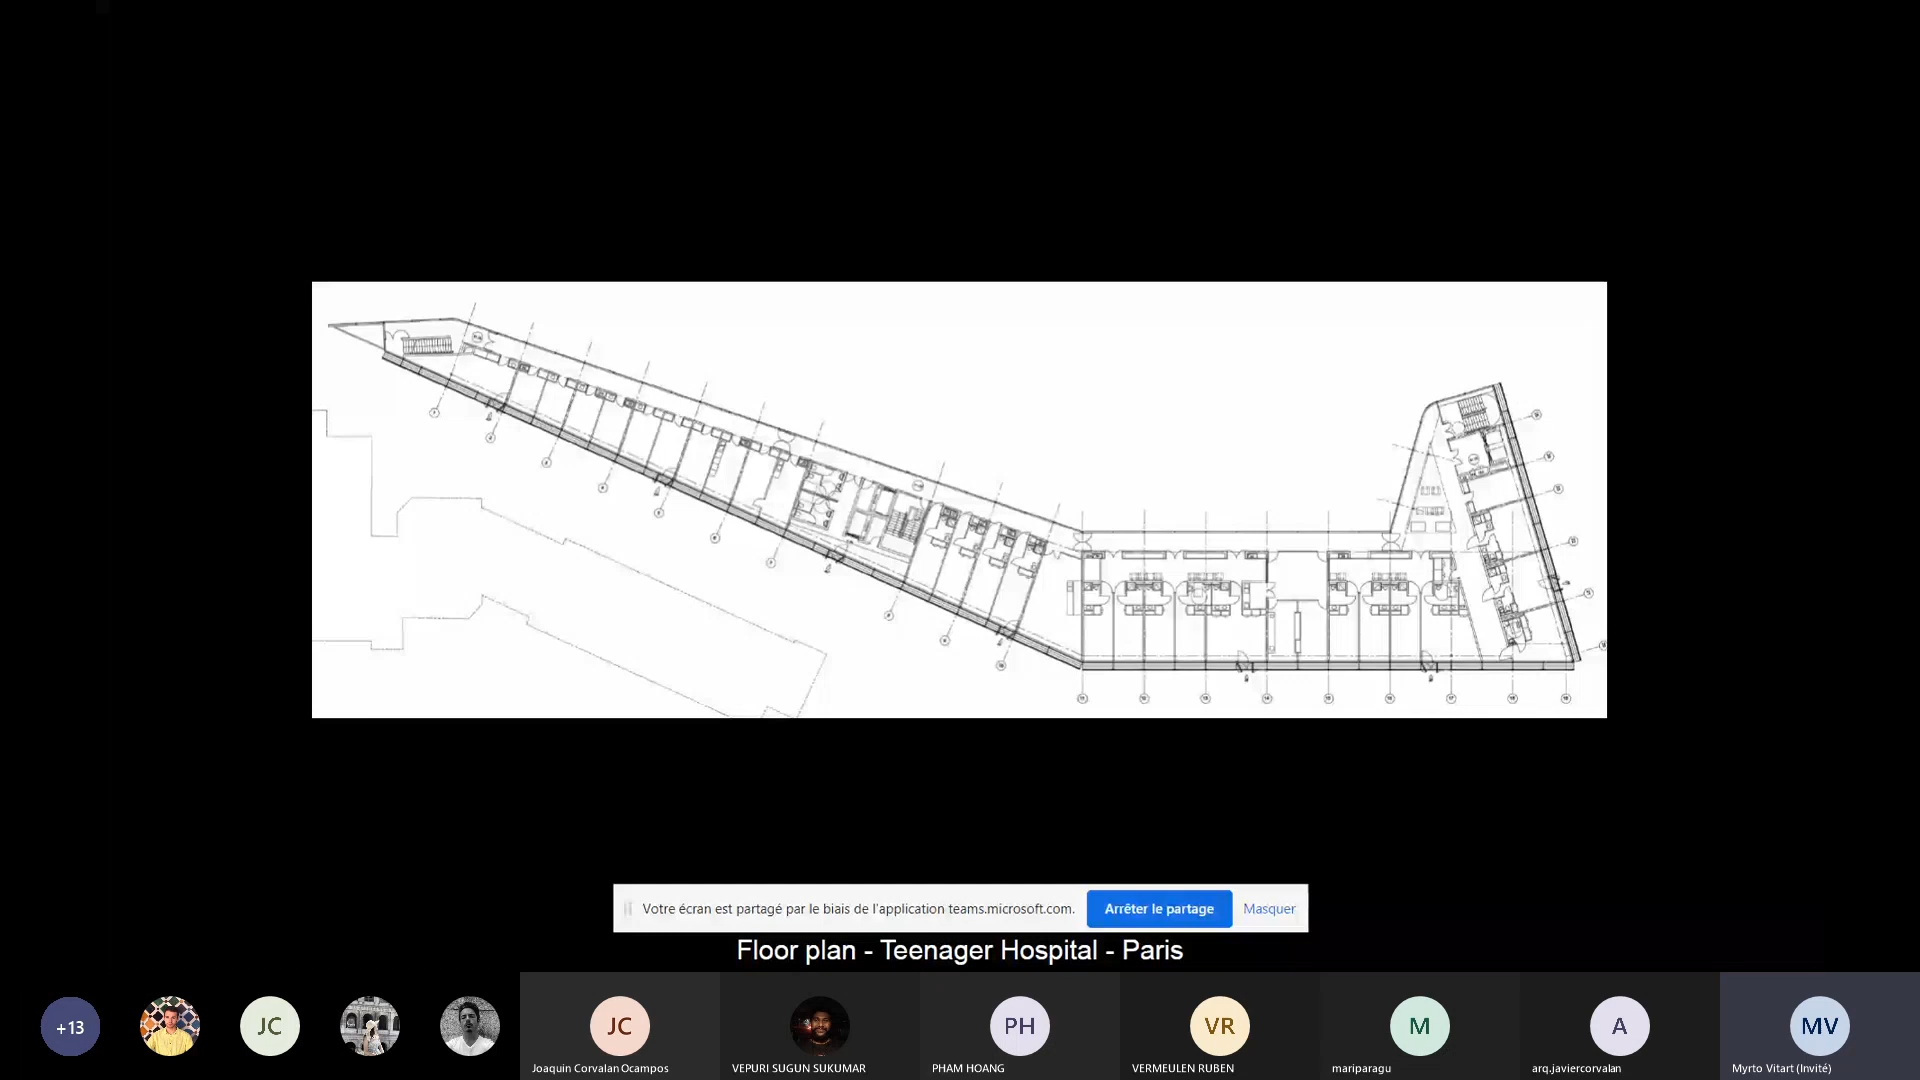 Votre écran est partagé par le biais de l'application teams.microsoft.com.
Arrêter le partage
Masquer
Floor plan - Teenager Hospital - Paris
+13
JC
JC
PH
VR
M
A
MV
Joaquin Corvalan Ocampos
VEPURI SUGUN SUKUMAR
PHAM HOANG
VERMEULEN RUBEN
mariparagu
arq.javiercorvalan
Myrto Vitart (Invité)